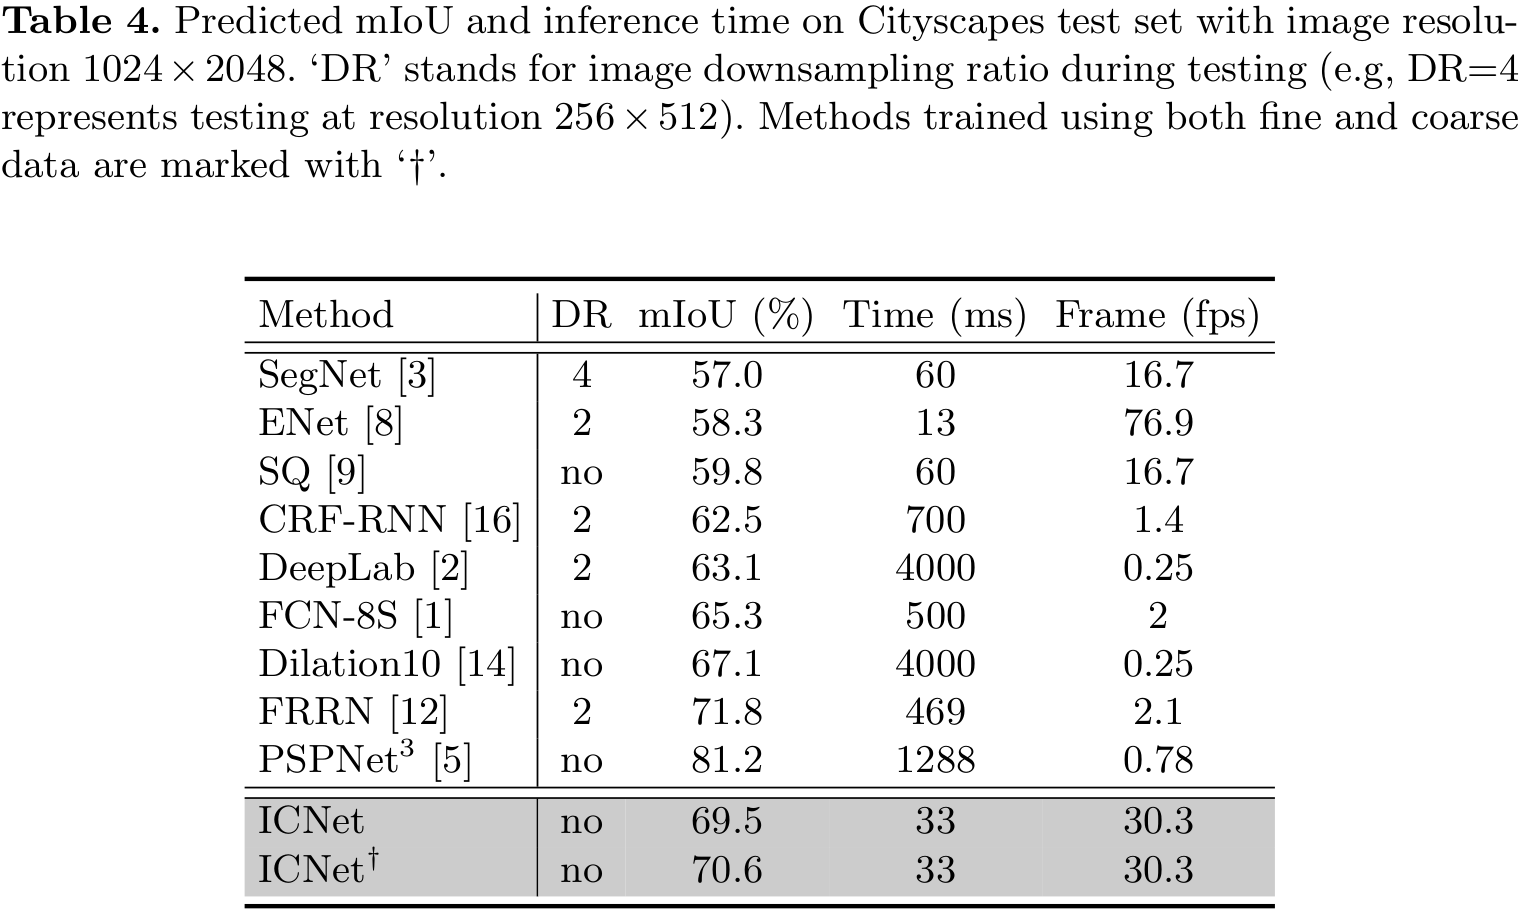 Table 4. Predicted mIoU and inference time on Cityscapes test set with image resolu-
tion 1024 × 2048. ‘DR’ stands for image downsampling ratio during testing (e.g, DR=4
represents testing at resolution 256 × 512). Methods trained using both fine and coarse
data are marked with ‘†’.
Method DR mIoU (%) Time (ms) Frame (fps)
SegNet [3] 4 57.0 60 16.7
ENet [8] 2 58.3 13 76.9
SQ [9] no 59.8 60 16.7
CRF-RNN [16] 2 62.5 700 1.4
DeepLab [2] 2 63.1 4000 0.25
FCN-8S [1] no 65.3 500 2
Dilation10 [14] no 67.1 4000 0.25
FRRN [12] 2 71.8 469 2.1
PSPNet³ [5] no 81.2 1288 0.78
ICNet no 69.5 33 30.3
ICNet† no 70.6 33 30.3